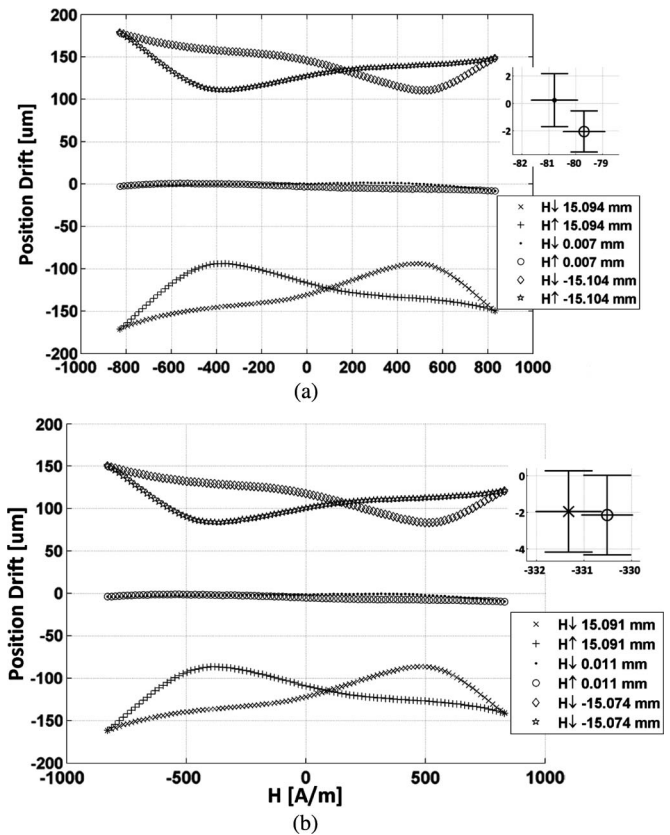 (a)
200
150
100
50
0
-50
-100
-150
-200
Position Drift [um]
-1000 -800 -600 -400 -200 0 200 400 600 800 1000
2
0
-2
-82 -81 -80 -79
× H↓ 15.094 mm
+ H↑ 15.094 mm
• H↓ 0.007 mm
○ H↑ 0.007 mm
◇ H↓ -15.104 mm
☆ H↑ -15.104 mm
(a)
200
150
100
50
0
-50
-100
-150
-200
Position Drift [um]
-1000 -500 0 500 1000
H [A/m]
0
-2
-4
-332 -331 -330
× H↓ 15.091 mm
+ H↑ 15.091 mm
• H↓ 0.011 mm
○ H↑ 0.011 mm
◇ H↓ -15.074 mm
☆ H↑ -15.074 mm
(b)